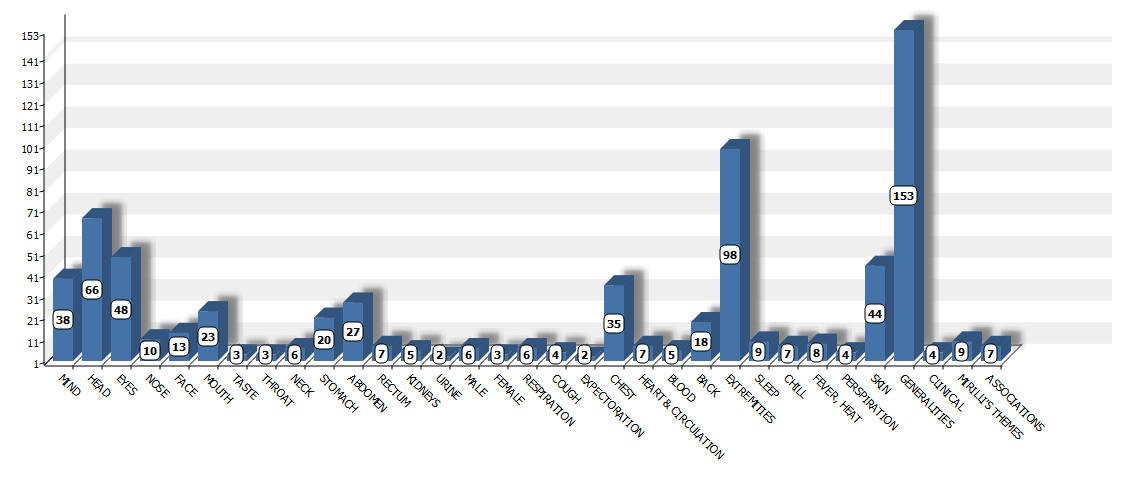 153
141
131
121
111
101
91
81
71
61
51
41
31
21
11
1
38
66
48
10
13
23
3
3
6
20
27
7
5
2
6
3
6
4
2
35
7
5
18
98
9
7
8
4
44
153
4
9
7
MIND
HEAD
EYES
NOSE
FACE
MOUTH
TASTE
THROAT
NECK
STOMACH
ABDOMEN
RECTUM
KIDNEYS
URINE
MALE
FEMALE
RESPIRATION
COUGH
EXPECTORATION
CHEST
HEART & CIRCULATION
BLOOD
BACK
EXTREMITIES
SLEEP
CHILL
FEVER, HEAT
PERSPIRATION
SKIN
GENERALITIES
CLINICAL
MIRILLI'S THEMES
ASSOCIATIONS